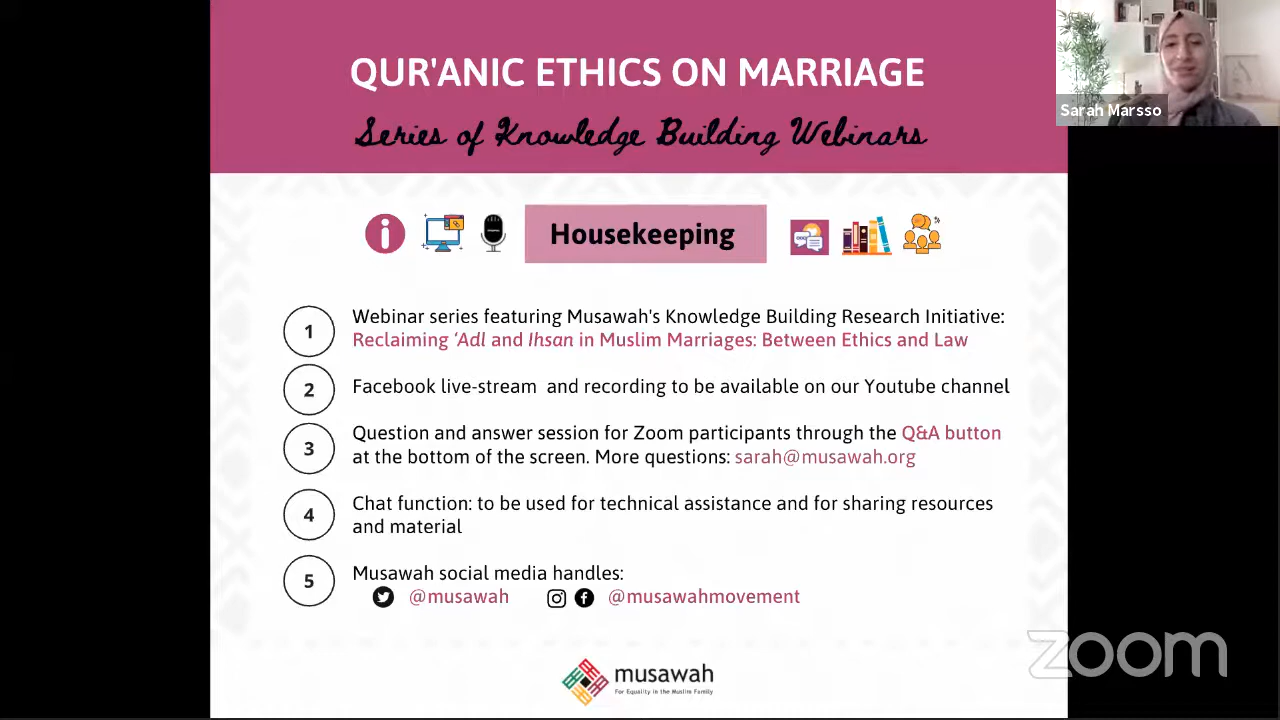 QUR'ANIC ETHICS ON MARRIAGE
Series of Knowledge Building Webinars
Sarah Marsso
Housekeeping
1
Webinar series featuring Musawah's Knowledge Building Research Initiative:
Reclaiming ‘Adl and Ihsan in Muslim Marriages: Between Ethics and Law
2
Facebook live-stream and recording to be available on our Youtube channel
3
Question and answer session for Zoom participants through the Q&A button
at the bottom of the screen. More questions: sarah@musawah.org
4
Chat function: to be used for technical assistance and for sharing resources
and material
5
Musawah social media handles:
@musawah @musawahmovement
musawah
For Equality in the Muslim Family
zoom